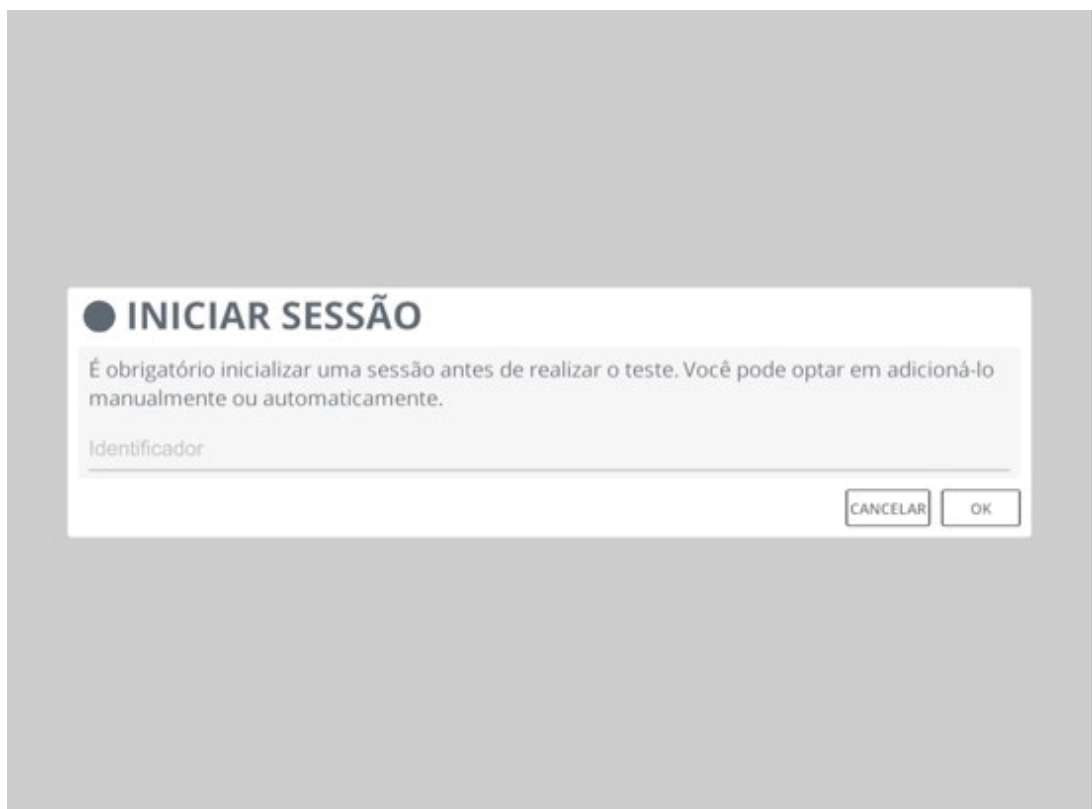 INICIAR SESSÃO
É obrigatório inicializar uma sessão antes de realizar o teste. Você pode optar em adicioná-lo
manualmente ou automaticamente.
Identificador
CANCELAR OK